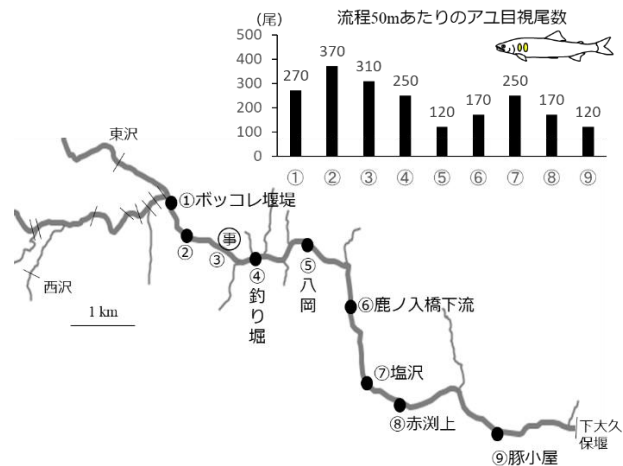 (尾)
流程50mあたりのアユ目視尾数
500
400
300
200
100
0
270
370
310
250
120
170
250
170
120
① ② ③ ④ ⑤ ⑥ ⑦ ⑧ ⑨
東沢
①ボッコレ堰堤
②
③
事
④釣り堀
⑤八岡
西沢
1 km
⑥鹿ノ入橋下流
⑦塩沢
⑧赤渕上
⑨豚小屋
下大久
保堰